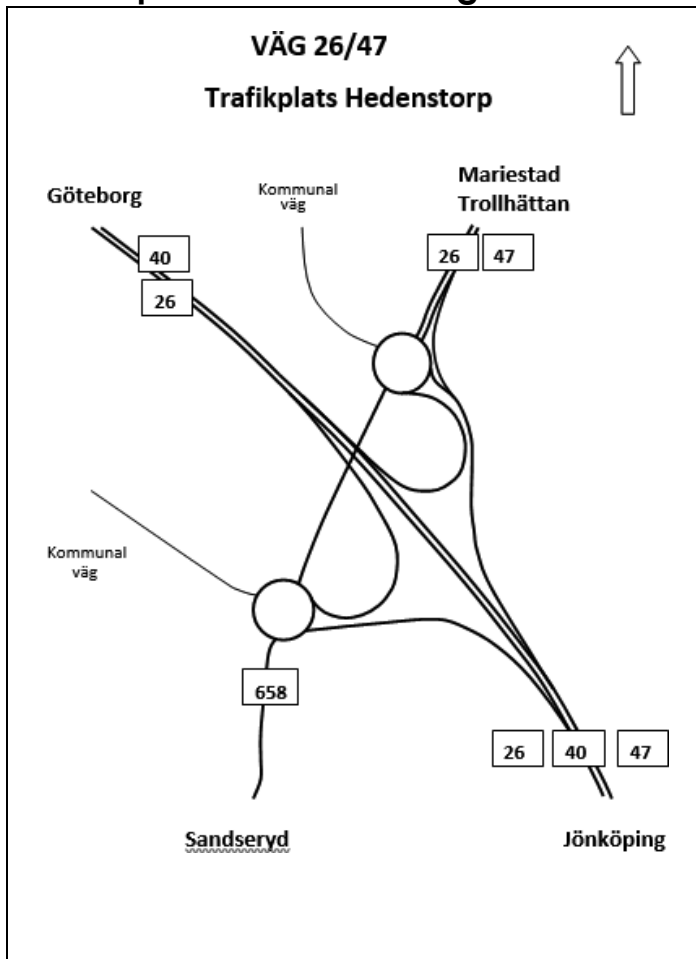 VÄG 26/47
Trafikplats Hedenstorp
Göteborg
Kommunal
väg
Mariestad
Trollhättan
40
26
26
47
Kommunal
väg
658
26
40
47
Sandseryd
Jönköping